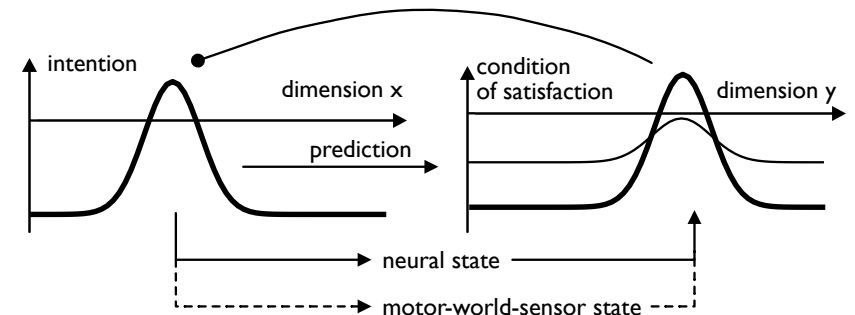 intention
dimension x
prediction
condition
of satisfaction
dimension y
neural state
motor-world-sensor state